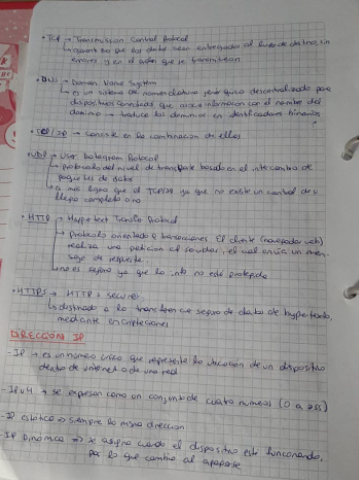 • TCP → Transmission Control Protocol
→ garantiza que los datos sean entregados al destino sin
errores y en el orden que se transmitieron
• DNS → Domain Name System
→ es un sistema de nomenclatura jerárquico descentralizado para
dispositivos conectados que asocia información con el nombre del
dominio → traduce los dominios en identificadores binarios
• TCP/IP → consiste en la combinación de ellos
• UDP → User Datagram Protocol
→ protocolo del nivel de transporte basado en el intercambio de
paquetes de datos
→ es más ligero que el TCP/IP ya que no existe un control de si
llega completo o no
• HTTP → Hypertext Transfer Protocol
→ protocolo orientado a transacciones. El cliente (navegador web)
realiza una petición al servidor, el cual envía un men-
saje de respuesta.
→ no es seguro ya que la info no está protegida
• HTTPS → HTTP + secure.
→ destinado a la transferencia segura de datos de hypertexto,
mediante encriptaciones
DIRECCIÓN IP
- IP → es un número único que representa la ubicación de un dispositivo
dentro de internet o de una red
- IPv4 → se expresan como un conjunto de cuatro números (0 a 255)
- IP estática → siempre la misma dirección
- IP Dinámica → se asigna cuando el dispositivo está funcionando,
por lo que cambia al apagarse